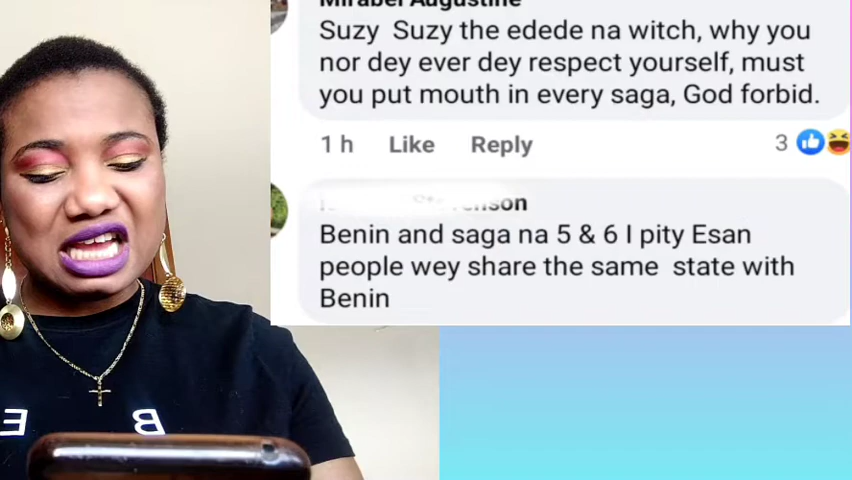 Mirabel Augustine
Suzy Suzy the edede na witch, why you
nor dey ever dey respect yourself, must
you put mouth in every saga, God forbid.
1 h Like Reply 3
Benin and saga na 5 & 6 I pity Esan
people wey share the same state with
Benin
B E